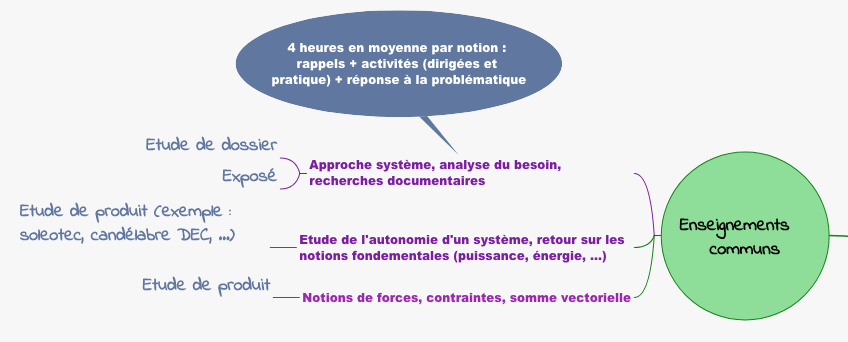 4 heures en moyenne par notion :
rappels + activités (dirigées et
pratique) + réponse à la problématique
Etude de dossier
Exposé
Approche système, analyse du besoin,
recherches documentaires
Etude de produit (exemple :
soleotec, candélabre DEC, ...)
Etude de l'autonomie d'un système, retour sur les
notions fondementales (puissance, énergie, ...)
Etude de produit
Notions de forces, contraintes, somme vectorielle
Enseignements
communs